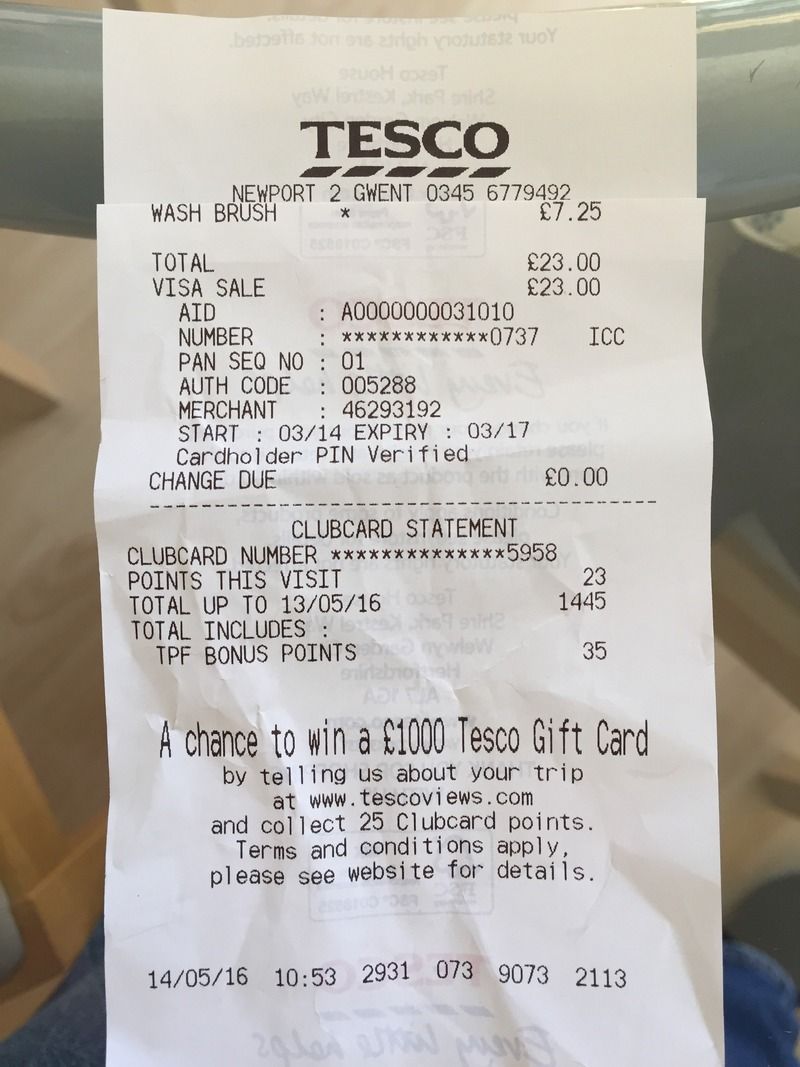 TESCO
NEWPORT 2 GWENT 0345 6779492
WASH BRUSH * £7.25
TOTAL £23.00
VISA SALE £23.00
AID : A0000000031010
NUMBER : ************0737 ICC
PAN SEQ NO : 01
AUTH CODE : 005288
MERCHANT : 46293192
START : 03/14 EXPIRY : 03/17
Cardholder PIN Verified
CHANGE DUE £0.00
CLUBCARD STATEMENT
CLUBCARD NUMBER **************5958
POINTS THIS VISIT 23
TOTAL UP TO 13/05/16 1445
TOTAL INCLUDES :
TPF BONUS POINTS 35
A chance to win a £1000 Tesco Gift Card
by telling us about your trip
at www.tescoviews.com
and collect 25 Clubcard points.
Terms and conditions apply,
please see website for details.
14/05/16 10:53 2931 073 9073 2113